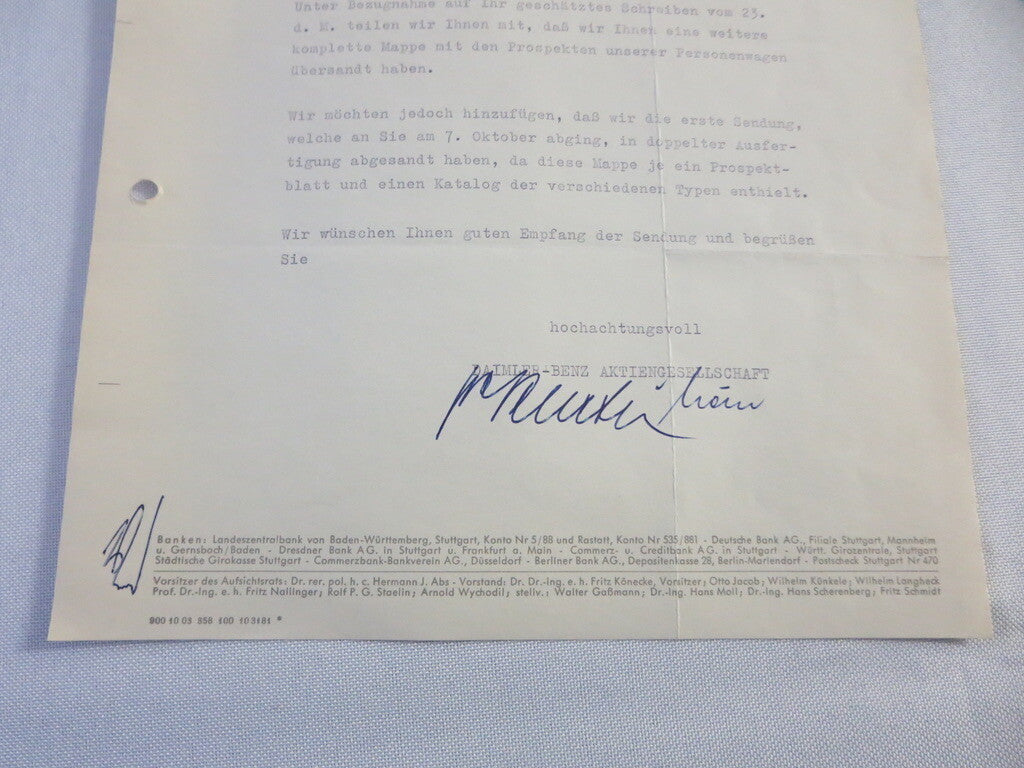 Unter Bezugnahme auf Ihr geschätztes Schreiben vom 23.
d. M. teilen wir Ihnen mit, daß wir Ihnen eine weitere
komplette Mappe mit den Prospekten unserer Personenwagen
übersandt haben.
Wir möchten jedoch hinzufügen, daß wir die erste Sendung,
welche an Sie am 7. Oktober abging, in doppelter Ausfer-
tigung abgesandt haben, da diese Mappe je ein Prospekt-
blatt und einen Katalog der verschiedenen Typen enthielt.
Wir wünschen Ihnen guten Empfang der Sendung und begrüßen
Sie
hochachtungsvoll
DAIMLER-BENZ AKTIENGESELLSCHAFT
Banken: Landeszentralbank von Baden-Württemberg, Stuttgart, Konto Nr 5/88 und Rastatt, Konto Nr 535/881 - Deutsche Bank AG., Filiale Stuttgart, Mannheim
u. Gernsbach/Baden - Dresdner Bank AG. in Stuttgart u. Frankfurt a. Main - Commerz- u. Creditbank AG. in Stuttgart - Württ. Girozentrale, Stuttgart
Städtische Girokasse Stuttgart - Commerzbank-Bankverein AG., Düsseldorf - Berliner Bank AG., Depositenkasse 28, Berlin-Mariendorf - Postscheck Stuttgart Nr 470
Vorsitzer des Aufsichtsrats: Dr. rer. pol. h. c. Hermann J. Abs - Vorstand: Dr. Dr.-Ing. e. h. Fritz Könecke, Vorsitzer; Otto Jacob; Wilhelm Künkele; Wilhelm Langheck
Prof. Dr.-Ing. e. h. Fritz Nallinger; Rolf P. G. Staelin; Arnold Wychodil; stellv.: Walter Gaßmann; Dr.-Ing. Hans Moll; Dr.-Ing. Hans Scherenberg; Fritz Schmidt
900 10 03 858 100 103181 *